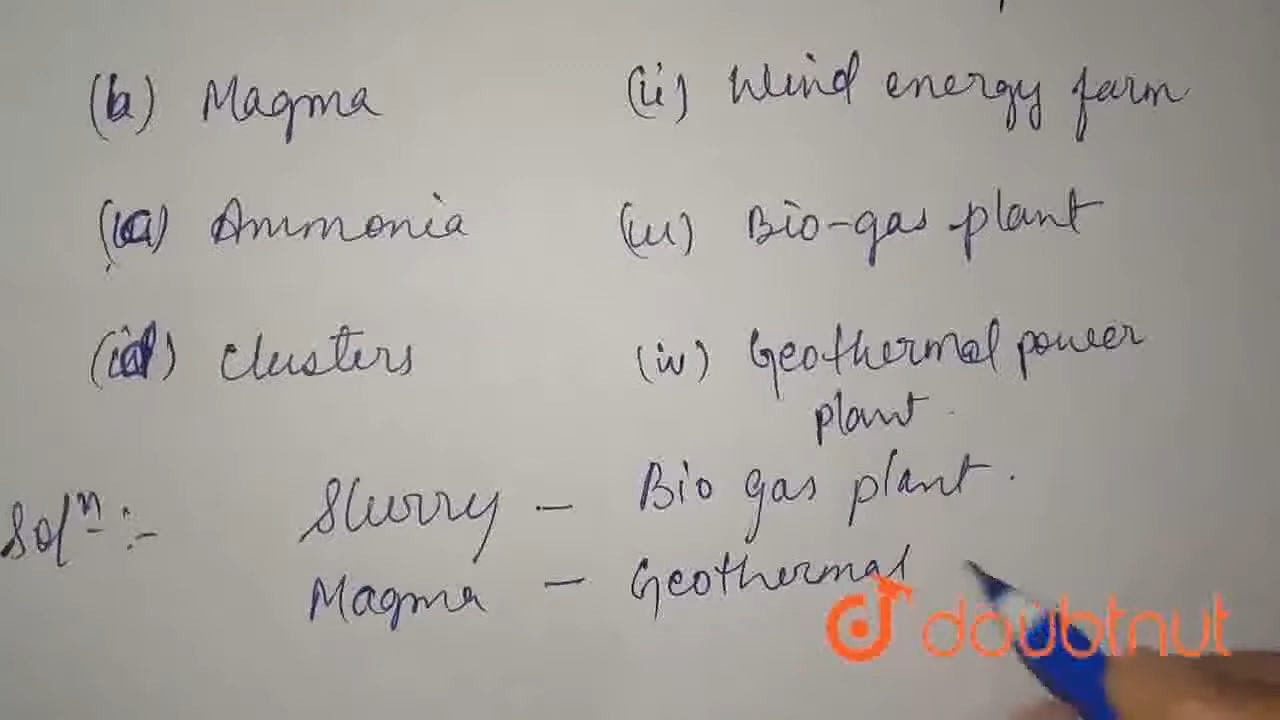 (b) Magma (ii) Wind energy farm
(c) Ammonia (iii) Bio-gas plant
(d) Clusters (iv) Geothermal power
plant.
Solⁿ :- Slurry - Bio gas plant.
Magma - Geothermal
doubtnut